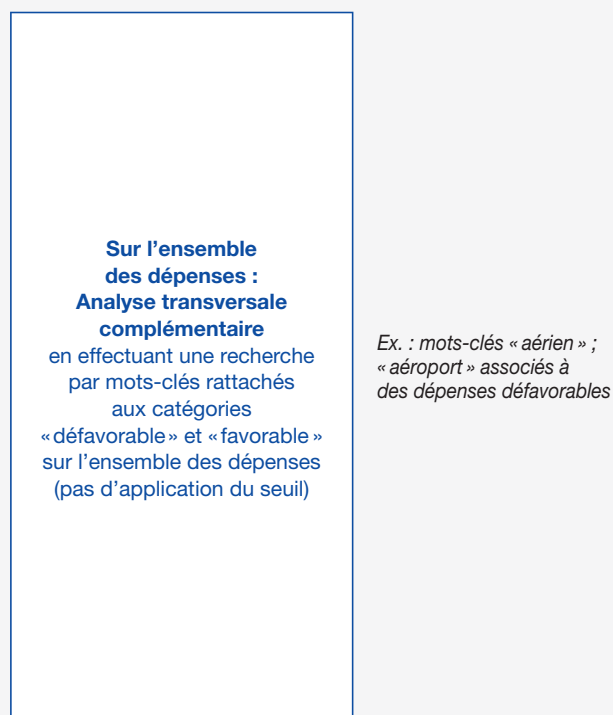 Sur l’ensemble
des dépenses :
Analyse transversale
complémentaire
en effectuant une recherche
par mots-clés rattachés
aux catégories
«défavorable» et «favorable»
sur l’ensemble des dépenses
(pas d’application du seuil)
Ex. : mots-clés «aérien» ;
«aéroport» associés à
des dépenses défavorables